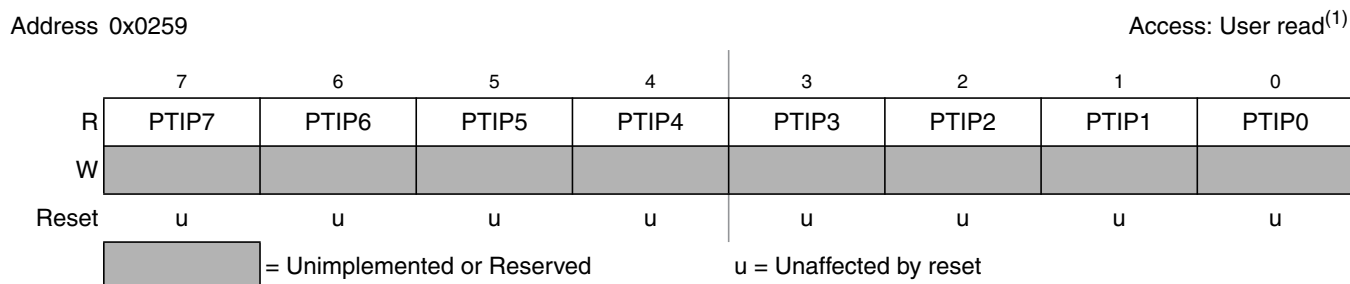 Address 0x0259 Access: User read(1)
7 6 5 4 3 2 1 0
R PTIP7 PTIP6 PTIP5 PTIP4 PTIP3 PTIP2 PTIP1 PTIP0
W
Reset u u u u u u u u
= Unimplemented or Reserved u = Unaffected by reset